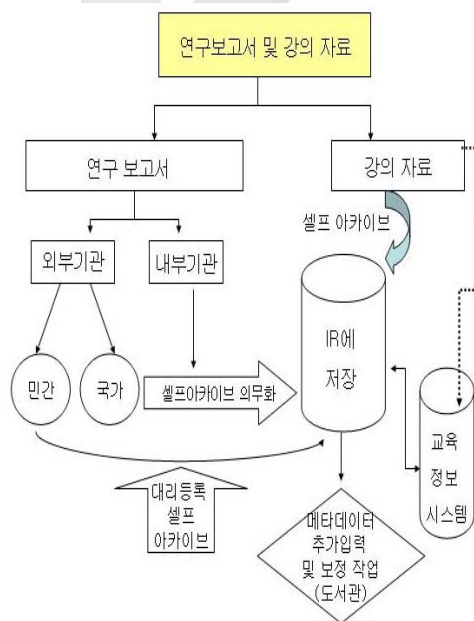 연구보고서 및 강의 자료
연구 보고서
강의 자료
셀프 아카이브
외부기관
내부기관
IR에
저장
민간
국가
셀프아카이브 의무화
교육
정보
시스템
대리등록
셀프
아카이브
메타데이터
추가입력
및 보정 작업
(도서관)